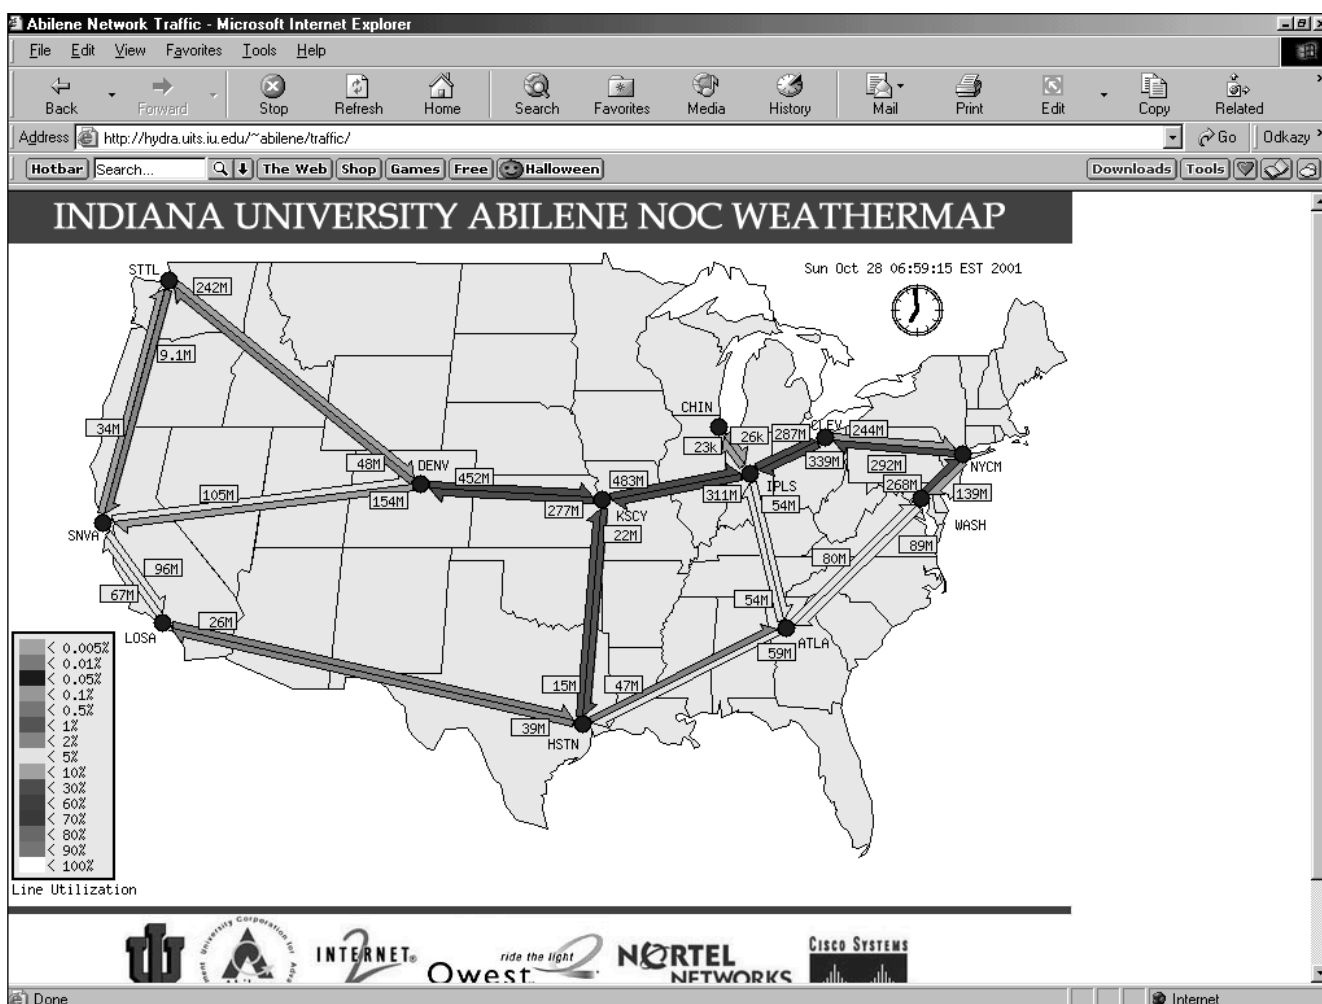 Abilene Network Traffic - Microsoft Internet Explorer
File Edit View Favorites Tools Help
Back Forward Stop Refresh Home Search Favorites Media History Mail Print Edit Copy Related
Address http://hydra.uits.iu.edu/~abilene/traffic/ Go Odkazy
Hotbar Search... The Web Shop Games Free Halloween Downloads Tools
INDIANA UNIVERSITY ABILENE NOC WEATHERMAP
Sun Oct 28 06:59:15 EST 2001
STTL
242M
9.1M
CHIN
34M
CLEV
244M
26k
287M
23k
292M
NYCM
339M
48M
DENV
452M
483M
IPLS
268M
139M
105M
154M
277M
KSCY
311M
54M
WASH
SNVA
22M
89M
80M
96M
67M
54M
26M
LOSA
ATLA
59M
15M
47M
39M
HSTN
< 0.005%
< 0.01%
< 0.05%
< 0.1%
< 0.5%
< 1%
< 2%
< 5%
< 10%
< 30%
< 60%
< 70%
< 80%
< 90%
< 100%
Line Utilization
University Corporation for
INTERNET 2
ride the light
Qwest
NORTEL
NETWORKS
CISCO SYSTEMS
Done Internet